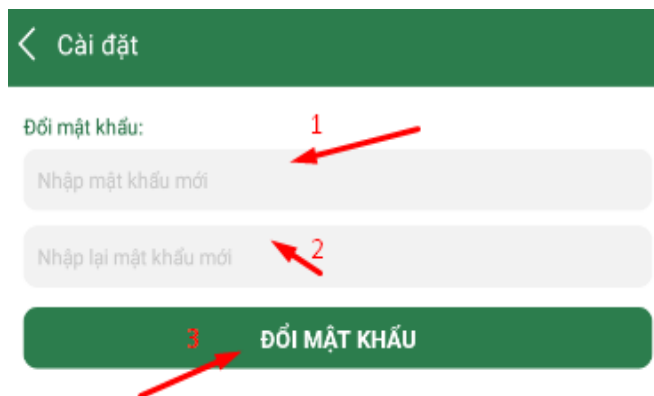 Cài đặt
Đổi mật khẩu:
1
Nhập mật khẩu mới
Nhập lại mật khẩu mới
2
3
ĐỔI MẬT KHẨU